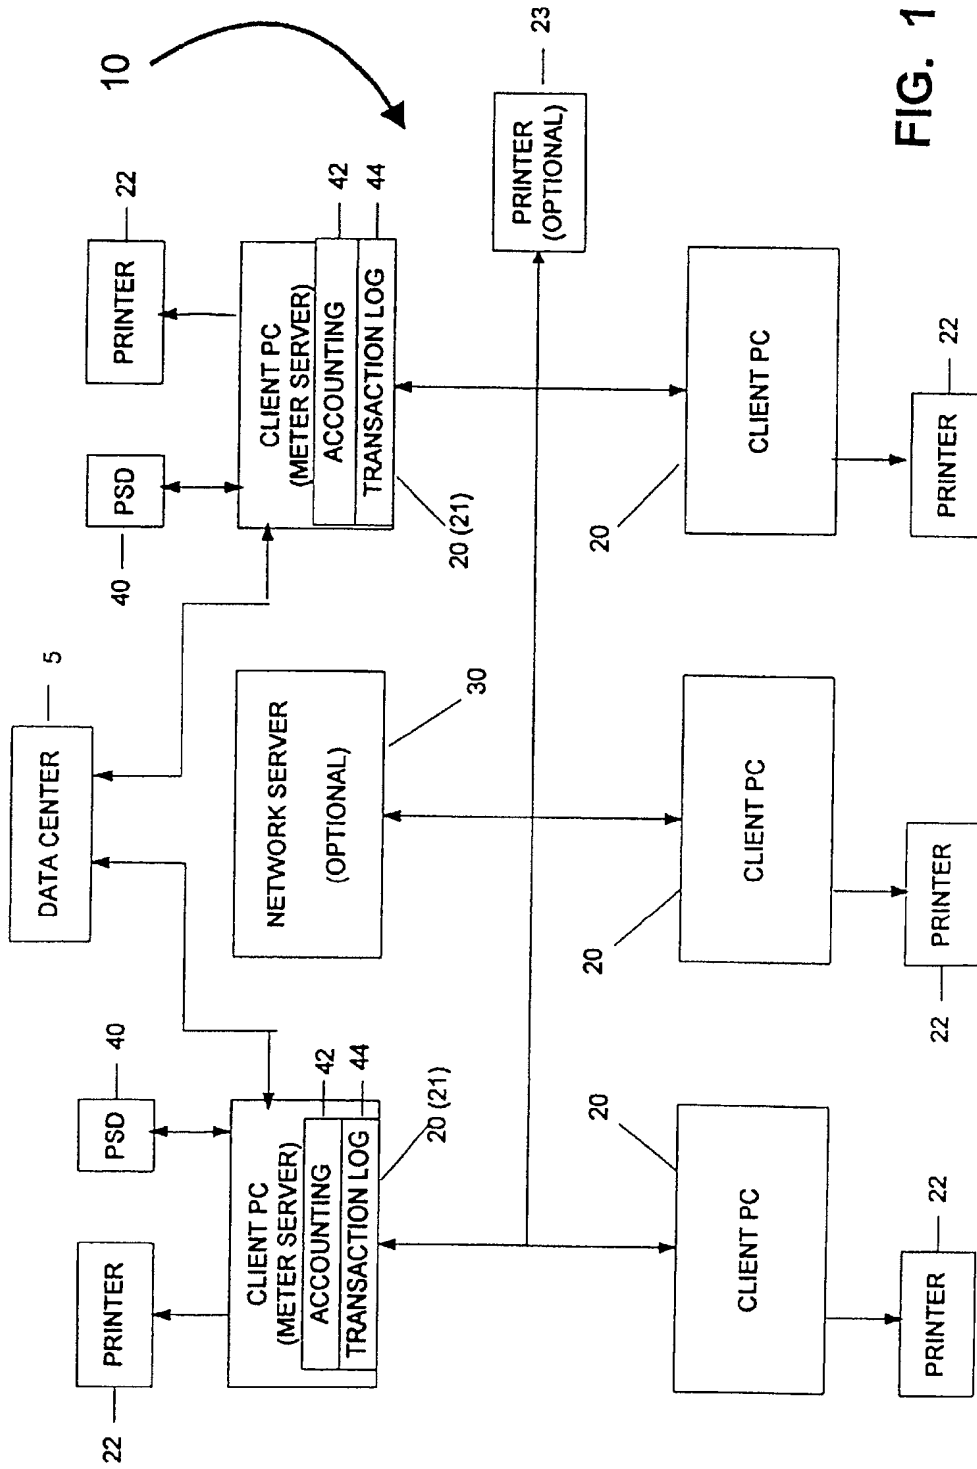 DATA CENTER
5
22
PRINTER
PSD
40
40
PSD
PRINTER
22
10
CLIENT PC
(METER SERVER)
ACCOUNTING
42
TRANSACTION LOG
44
20 (21)
NETWORK SERVER
(OPTIONAL)
30
CLIENT PC
(METER SERVER)
ACCOUNTING
42
TRANSACTION LOG
44
20 (21)
PRINTER
(OPTIONAL)
23
20
CLIENT PC
20
CLIENT PC
20
CLIENT PC
PRINTER
22
22
PRINTER
PRINTER
22
FIG. 1